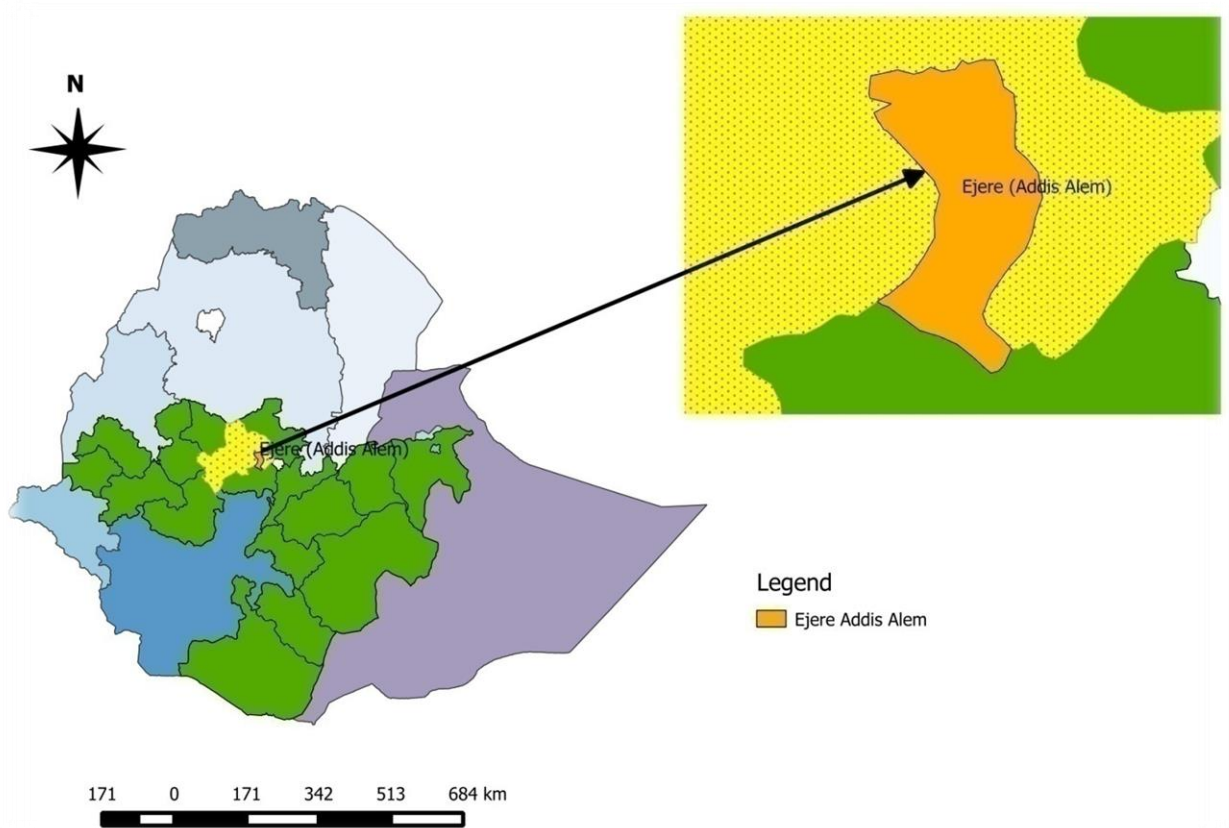 N
Ejere (Addis Alem)
Ejere (Addis Alem)
Legend
Ejere Addis Alem
171 0 171 342 513 684 km